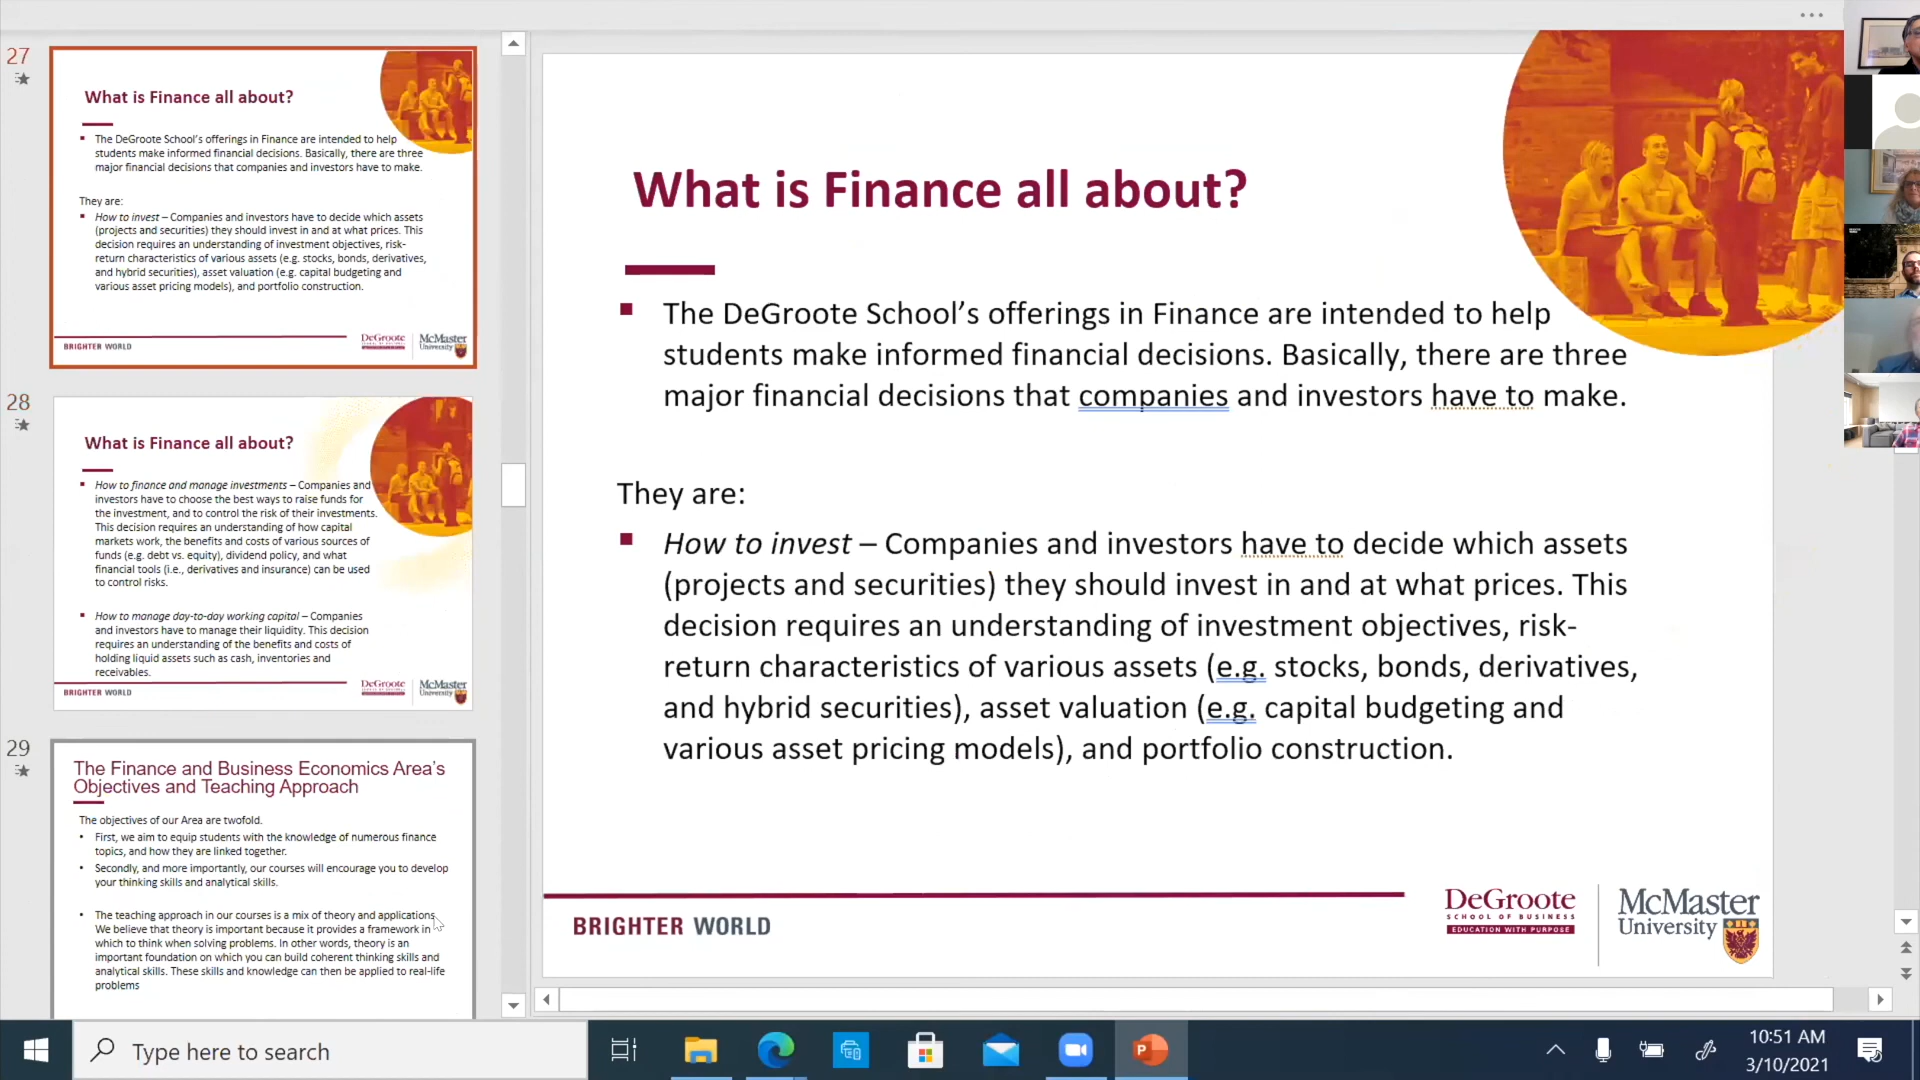 27
What is Finance all about?
The DeGroote School's offerings in Finance are intended to help
students make informed financial decisions. Basically, there are three
major financial decisions that companies and investors have to make.
They are:
How to invest – Companies and investors have to decide which assets
(projects and securities) they should invest in and at what prices. This
decision requires an understanding of investment objectives, risk-
return characteristics of various assets (e.g. stocks, bonds, derivatives,
and hybrid securities), asset valuation (e.g. capital budgeting and
various asset pricing models), and portfolio construction.
BRIGHTER WORLD
DeGroote
McMaster
University
28
What is Finance all about?
How to finance and manage investments – Companies and
investors have to choose the best ways to raise funds for
the investment, and to control the risk of their investments.
This decision requires an understanding of how capital
markets work, the benefits and costs of various sources of
funds (e.g. debt vs. equity), dividend policy, and what
financial tools (i.e., derivatives and insurance) can be used
to control risks.
How to manage day-to-day working capital – Companies
and investors have to manage their liquidity. This decision
requires an understanding of the benefits and costs of
holding liquid assets such as cash, inventories and
receivables.
BRIGHTER WORLD
DeGroote
McMaster
University
29
The Finance and Business Economics Area's
Objectives and Teaching Approach
The objectives of our Area are twofold.
First, we aim to equip students with the knowledge of numerous finance
topics, and how they are linked together.
Secondly, and more importantly, our courses will encourage you to develop
your thinking skills and analytical skills.
The teaching approach in our courses is a mix of theory and applications.
We believe that theory is important because it provides a framework in
which to think when solving problems. In other words, theory is an
important foundation on which you can build coherent thinking skills and
analytical skills. These skills and knowledge can then be applied to real-life
problems
What is Finance all about?
The DeGroote School's offerings in Finance are intended to help
students make informed financial decisions. Basically, there are three
major financial decisions that companies and investors have to make.
They are:
How to invest – Companies and investors have to decide which assets
(projects and securities) they should invest in and at what prices. This
decision requires an understanding of investment objectives, risk-
return characteristics of various assets (e.g. stocks, bonds, derivatives,
and hybrid securities), asset valuation (e.g. capital budgeting and
various asset pricing models), and portfolio construction.
BRIGHTER WORLD
DeGroote
SCHOOL OF BUSINESS
EDUCATION WITH PURPOSE
McMaster
University
Type here to search
10:51 AM
3/10/2021